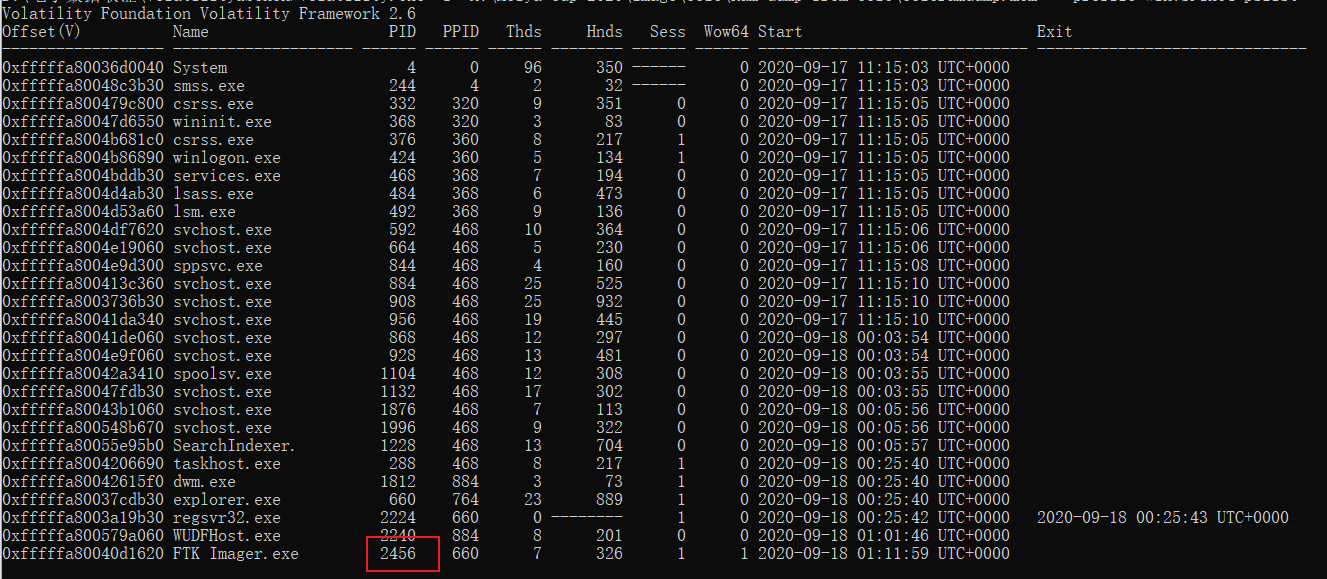 Volatility Foundation Volatility Framework 2.6
Offset(V) Name PID PPID Thds Hnds Sess Wow64 Start Exit
------------------ -------------------- ------ ------ ------ -------- ------ ------ ------------------------------ ------------------------------
0xfffffa80036d0040 System 4 0 96 350 ------ 0 2020-09-17 11:15:03 UTC+0000
0xfffffa80048c3b30 smss.exe 244 4 2 32 ------ 0 2020-09-17 11:15:03 UTC+0000
0xfffffa800479c800 csrss.exe 332 320 9 351 0 0 2020-09-17 11:15:05 UTC+0000
0xfffffa80047d6550 wininit.exe 368 320 3 83 0 0 2020-09-17 11:15:05 UTC+0000
0xfffffa8004b681c0 csrss.exe 376 360 8 217 1 0 2020-09-17 11:15:05 UTC+0000
0xfffffa8004b86890 winlogon.exe 424 360 5 134 1 0 2020-09-17 11:15:05 UTC+0000
0xfffffa8004bddb30 services.exe 468 368 7 194 0 0 2020-09-17 11:15:05 UTC+0000
0xfffffa8004d4ab30 lsass.exe 484 368 6 473 0 0 2020-09-17 11:15:05 UTC+0000
0xfffffa8004d53a60 lsm.exe 492 368 9 136 0 0 2020-09-17 11:15:05 UTC+0000
0xfffffa8004df7620 svchost.exe 592 468 10 364 0 0 2020-09-17 11:15:06 UTC+0000
0xfffffa8004e19060 svchost.exe 664 468 5 230 0 0 2020-09-17 11:15:06 UTC+0000
0xfffffa8004e9d300 sppsvc.exe 844 468 4 160 0 0 2020-09-17 11:15:08 UTC+0000
0xfffffa800413c360 svchost.exe 884 468 25 525 0 0 2020-09-17 11:15:10 UTC+0000
0xfffffa8003736b30 svchost.exe 908 468 25 932 0 0 2020-09-17 11:15:10 UTC+0000
0xfffffa80041da340 svchost.exe 956 468 19 445 0 0 2020-09-17 11:15:10 UTC+0000
0xfffffa80041de060 svchost.exe 868 468 12 297 0 0 2020-09-18 00:03:54 UTC+0000
0xfffffa8004e9f060 svchost.exe 928 468 13 481 0 0 2020-09-18 00:03:54 UTC+0000
0xfffffa80042a3410 spoolsv.exe 1104 468 12 308 0 0 2020-09-18 00:03:55 UTC+0000
0xfffffa80047fdb30 svchost.exe 1132 468 17 302 0 0 2020-09-18 00:03:55 UTC+0000
0xfffffa80043b1060 svchost.exe 1876 468 7 113 0 0 2020-09-18 00:05:56 UTC+0000
0xfffffa800548b670 svchost.exe 1996 468 9 322 0 0 2020-09-18 00:05:56 UTC+0000
0xfffffa80055e95b0 SearchIndexer. 1228 468 13 704 0 0 2020-09-18 00:05:57 UTC+0000
0xfffffa8004206690 taskhost.exe 288 468 8 217 1 0 2020-09-18 00:25:40 UTC+0000
0xfffffa80042615f0 dwm.exe 1812 884 3 73 1 0 2020-09-18 00:25:40 UTC+0000
0xfffffa80037cdb30 explorer.exe 660 764 23 889 1 0 2020-09-18 00:25:40 UTC+0000
0xfffffa8003a19b30 regsvr32.exe 2224 660 0 -------- 1 0 2020-09-18 00:25:42 UTC+0000 2020-09-18 00:25:43 UTC+0000
0xfffffa800579a060 WUDFHost.exe 2240 884 8 201 0 0 2020-09-18 01:01:46 UTC+0000
0xfffffa80040d1620 FTK Imager.exe 2456 660 7 326 1 1 2020-09-18 01:11:59 UTC+0000